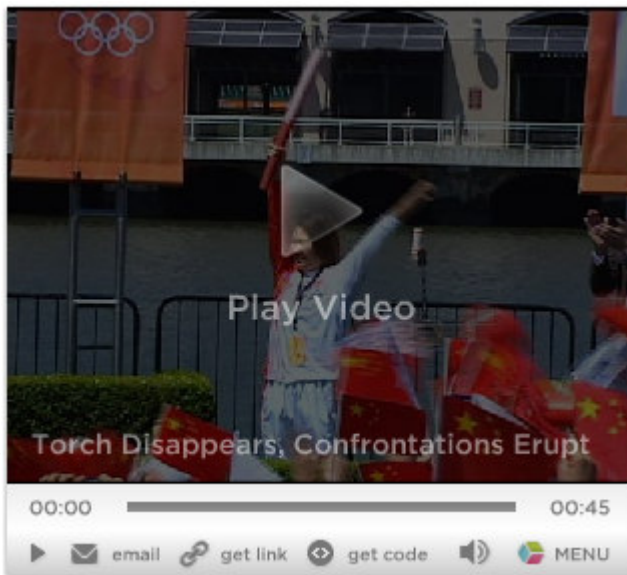 Play Video
Torch Disappears, Confrontations Erupt
00:00 00:45
email get link get code MENU